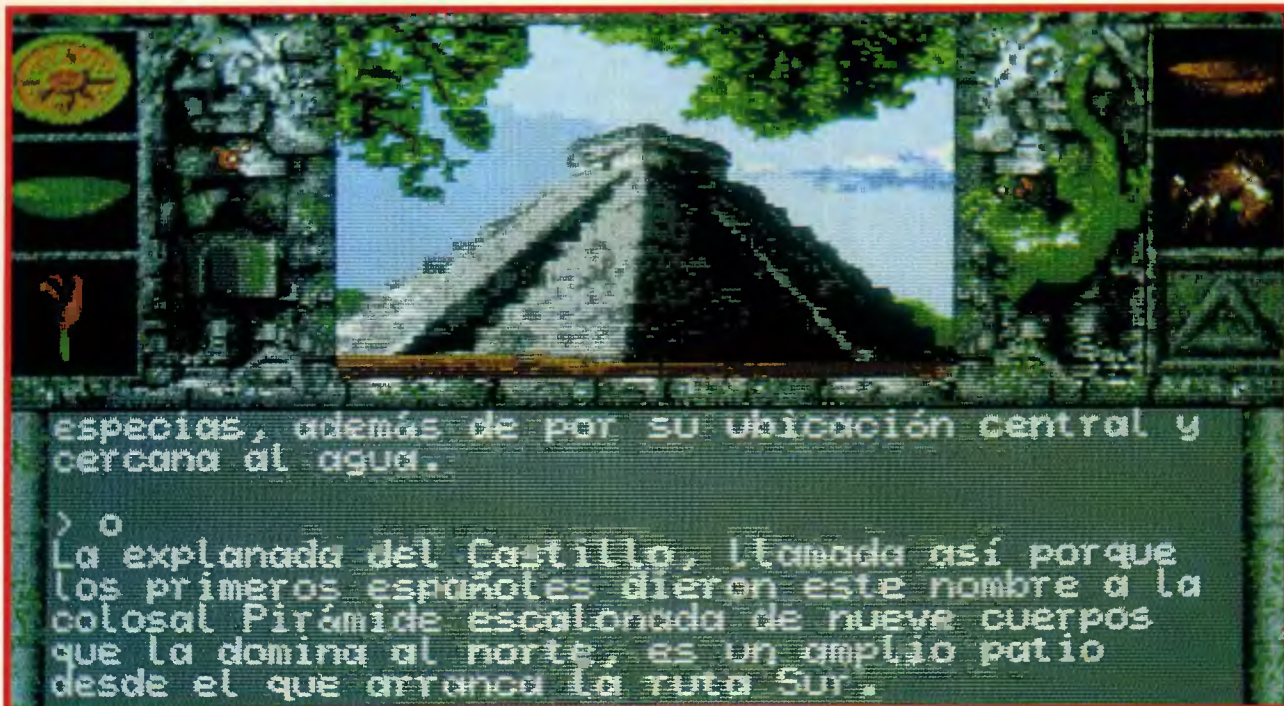 especias, además de por su ubicación central y
cercana al agua.
> o
La explanada del Castillo, llamada así porque
los primeros españoles dieron este nombre a la
colosal Pirámide escalonada de nueve cuerpos
que la domina al norte, es un amplio patio
desde el que arranca la ruta Sur.